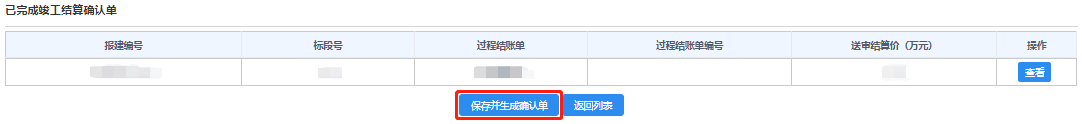 已完成竣工结算确认单
报建编号 标段号 过程结账单 过程结账单编号 送审结算价（万元） 操作
查看
保存并生成确认单 返回列表